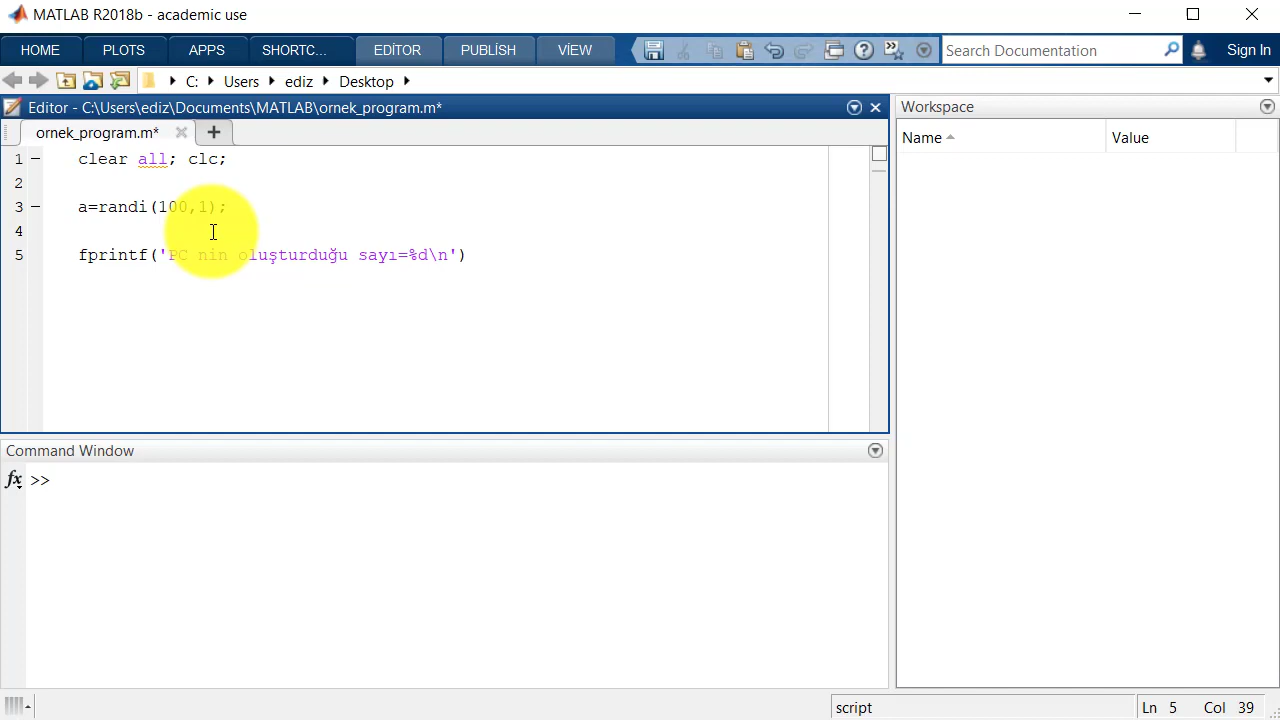 MATLAB R2018b - academic use
HOME PLOTS APPS SHORTC... EDİTOR PUBLİSH VİEW Search Documentation Sign In
C: Users ediz Desktop
Editor - C:\Users\ediz\Documents\MATLAB\ornek_program.m* Workspace
ornek_program.m* Name Value
1 clear all; clc;
2
3 a=randi(100,1);
4
5 fprintf('PC nin oluşturduğu sayı=%d\n')
Command Window
fx >>
script Ln 5 Col 39